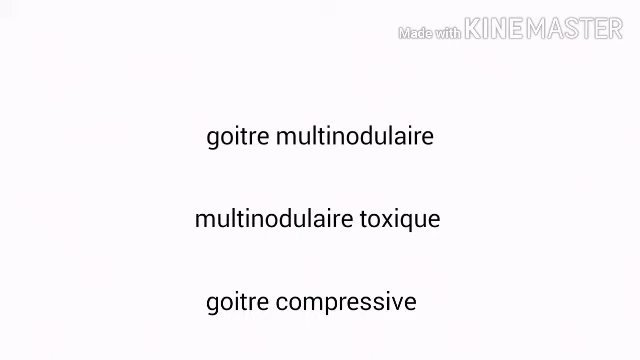 Made with KINEMASTER
goitre multinodulaire
multinodulaire toxique
goitre compressive